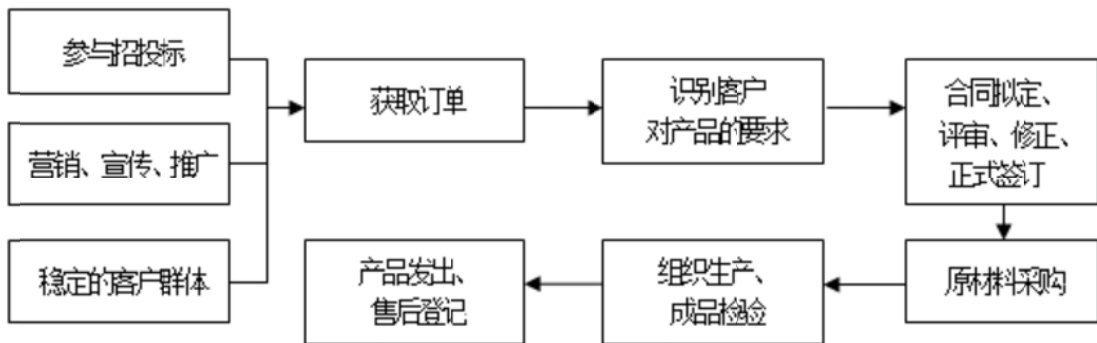 参与招投标
营销、宣传、推广
稳定的客户群体
获取订单
识别客户
对产品的要求
合同拟定、
评审、修正、
正式签订
原材料采购
组织生产、
成品检验
产品发出、
售后登记